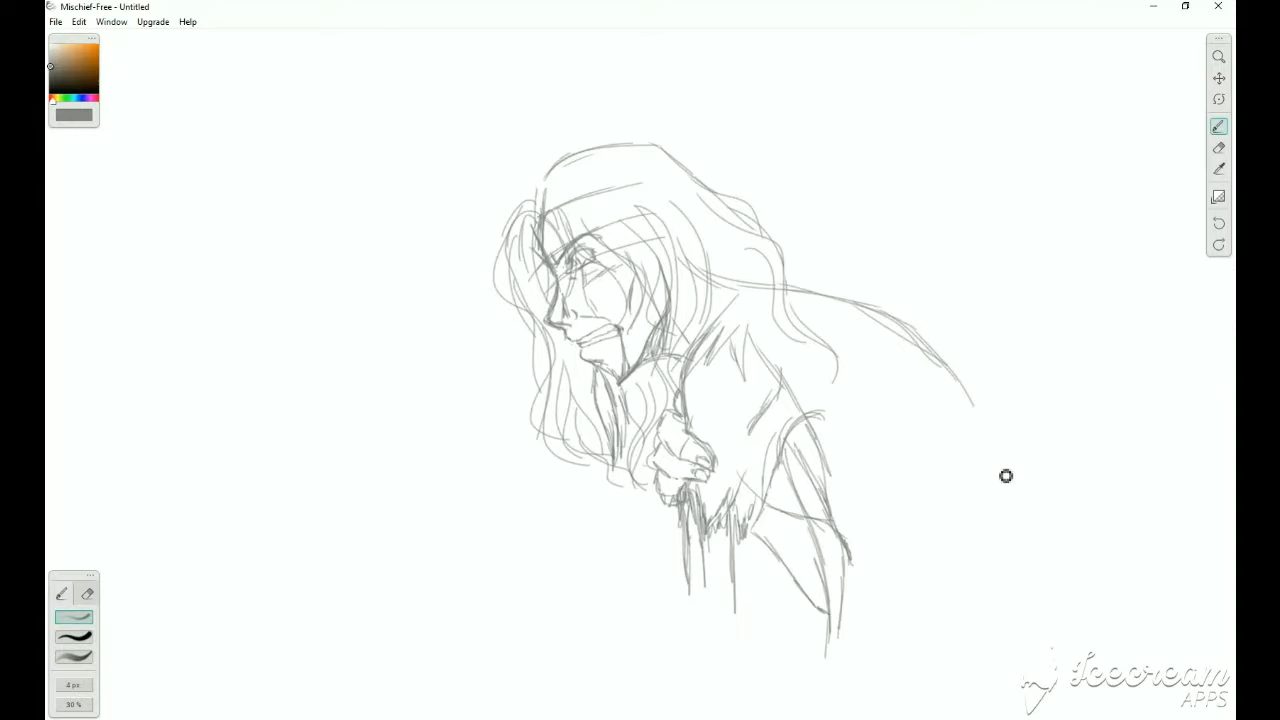 Mischief-Free - Untitled
File Edit Window Upgrade Help
4 px
30 %
Icecream
APPS